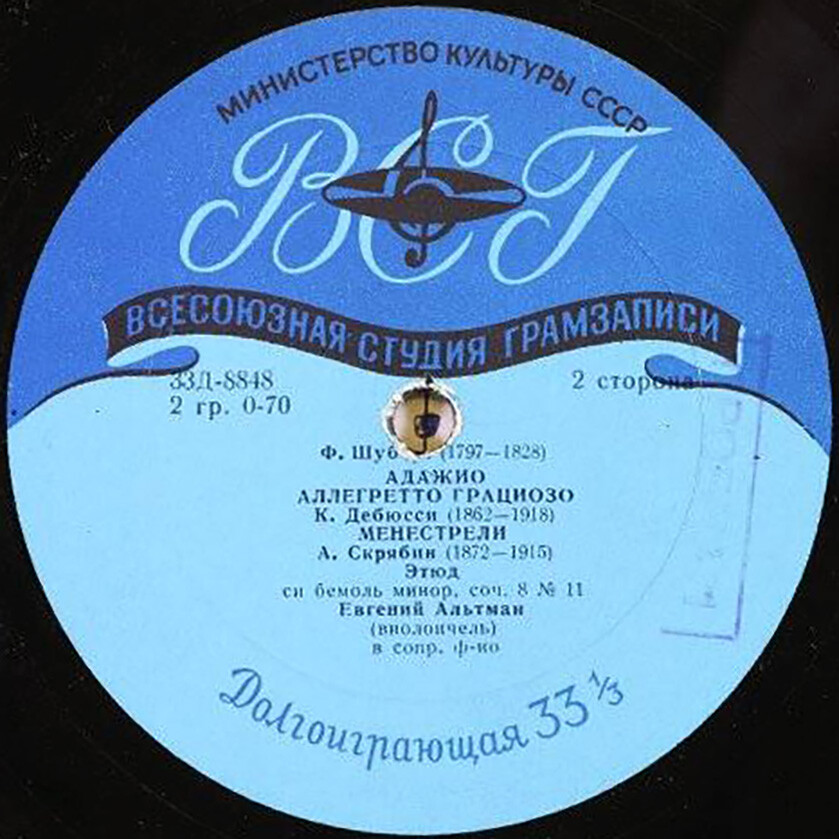 МИНИСТЕРСТВО КУЛЬТУРЫ СССР
ВСГ
ВСЕСОЮЗНАЯ СТУДИЯ ГРАМЗАПИСИ
33Д-8848
2 сторона
2 гр. 0-70
Ф. (1797—1828)
АДАЖИО
АЛЛЕГРЕТТО ГРАЦИОЗО
К. Дебюсси (1862—1918)
МЕНЕСТРЕЛИ
А. Скрябин (1872—1915)
Этюд
си бемоль минор, соч. 8 № 11
Евгений Альтман
(виолончель)
в сопр. ф-но
Долгоиграющая 33 1/3